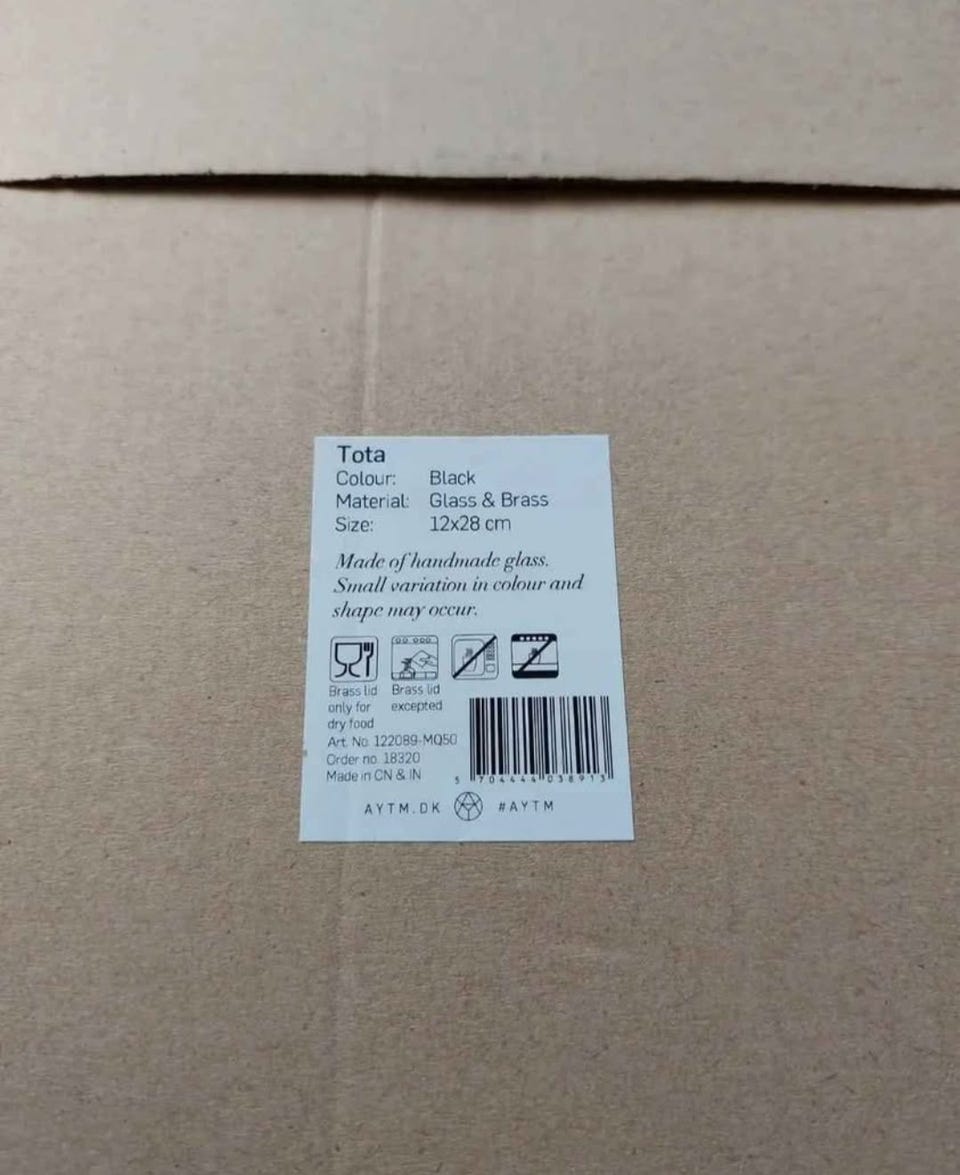 Tota
Colour: Black
Material: Glass & Brass
Size: 12x28 cm
Made of handmade glass.
Small variation in colour and
shape may occur.
Brass lid only for dry food
Brass lid excepted
Art. No. 122089-MQ50
Order no. 18320
Made in CN & IN
5 704444 038913
AYTM.DK #AYTM